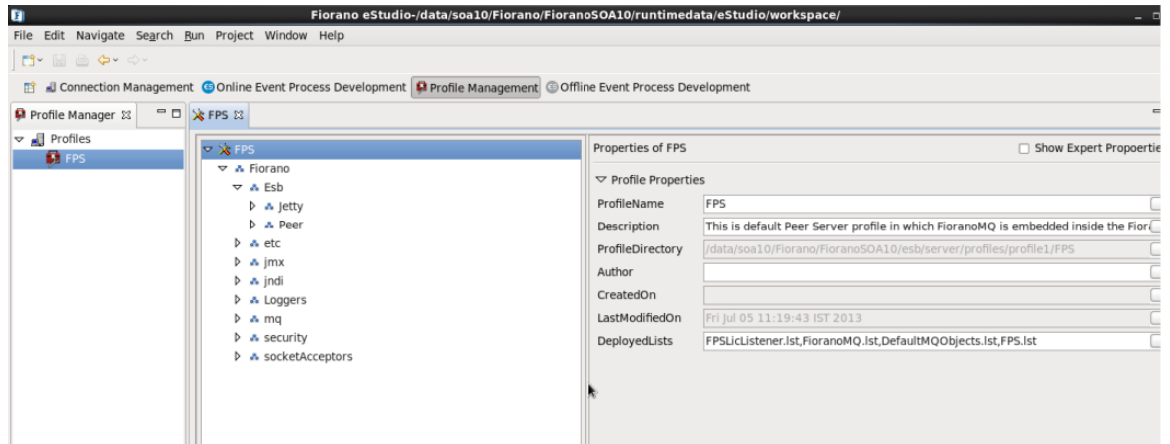 Fiorano eStudio-/data/soa10/Fiorano/FioranoSOA10/runtimedata/eStudio/workspace/
File Edit Navigate Search Run Project Window Help
Connection Management Online Event Process Development Profile Management Offline Event Process Development
Profile Manager FPS
Profiles
FPS
FPS
Fiorano
Esb
Jetty
Peer
etc
jmx
jndi
Loggers
mq
security
socketAcceptors
Properties of FPS Show Expert Propoertie
Profile Properties
ProfileName FPS
Description This is default Peer Server profile in which FioranoMQ is embedded inside the Fior
ProfileDirectory /data/soa10/Fiorano/FioranoSOA10/esb/server/profiles/profile1/FPS
Author
CreatedOn
LastModifiedOn Fri Jul 05 11:19:43 IST 2013
DeployedLists FPSLicListener.lst,FioranoMQ.lst,DefaultMQObjects.lst,FPS.lst